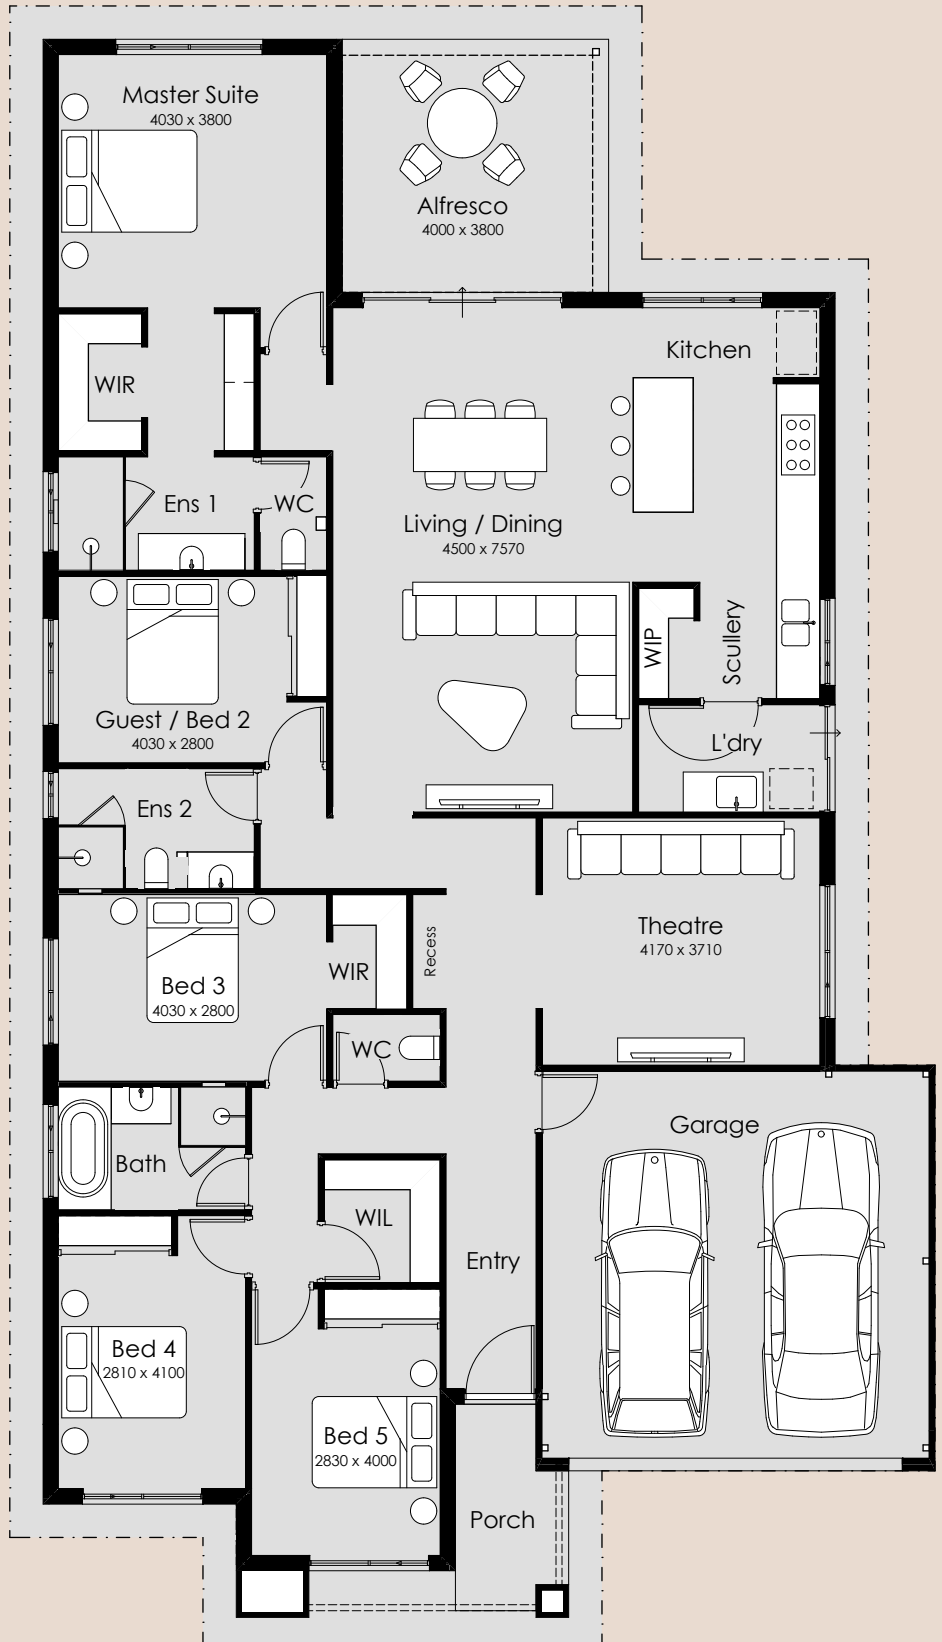 Master Suite
4030 x 3800
Alfresco
4000 x 3800
Kitchen
WIR
Ens 1
WC
Living / Dining
4500 x 7570
WIP
Scullery
Guest / Bed 2
4030 x 2800
L'dry
Ens 2
Theatre
4170 x 3710
Recess
Bed 3
4030 x 2800
WIR
WC
Garage
Bath
WIL
Entry
Bed 4
2810 x 4100
Bed 5
2830 x 4000
Porch